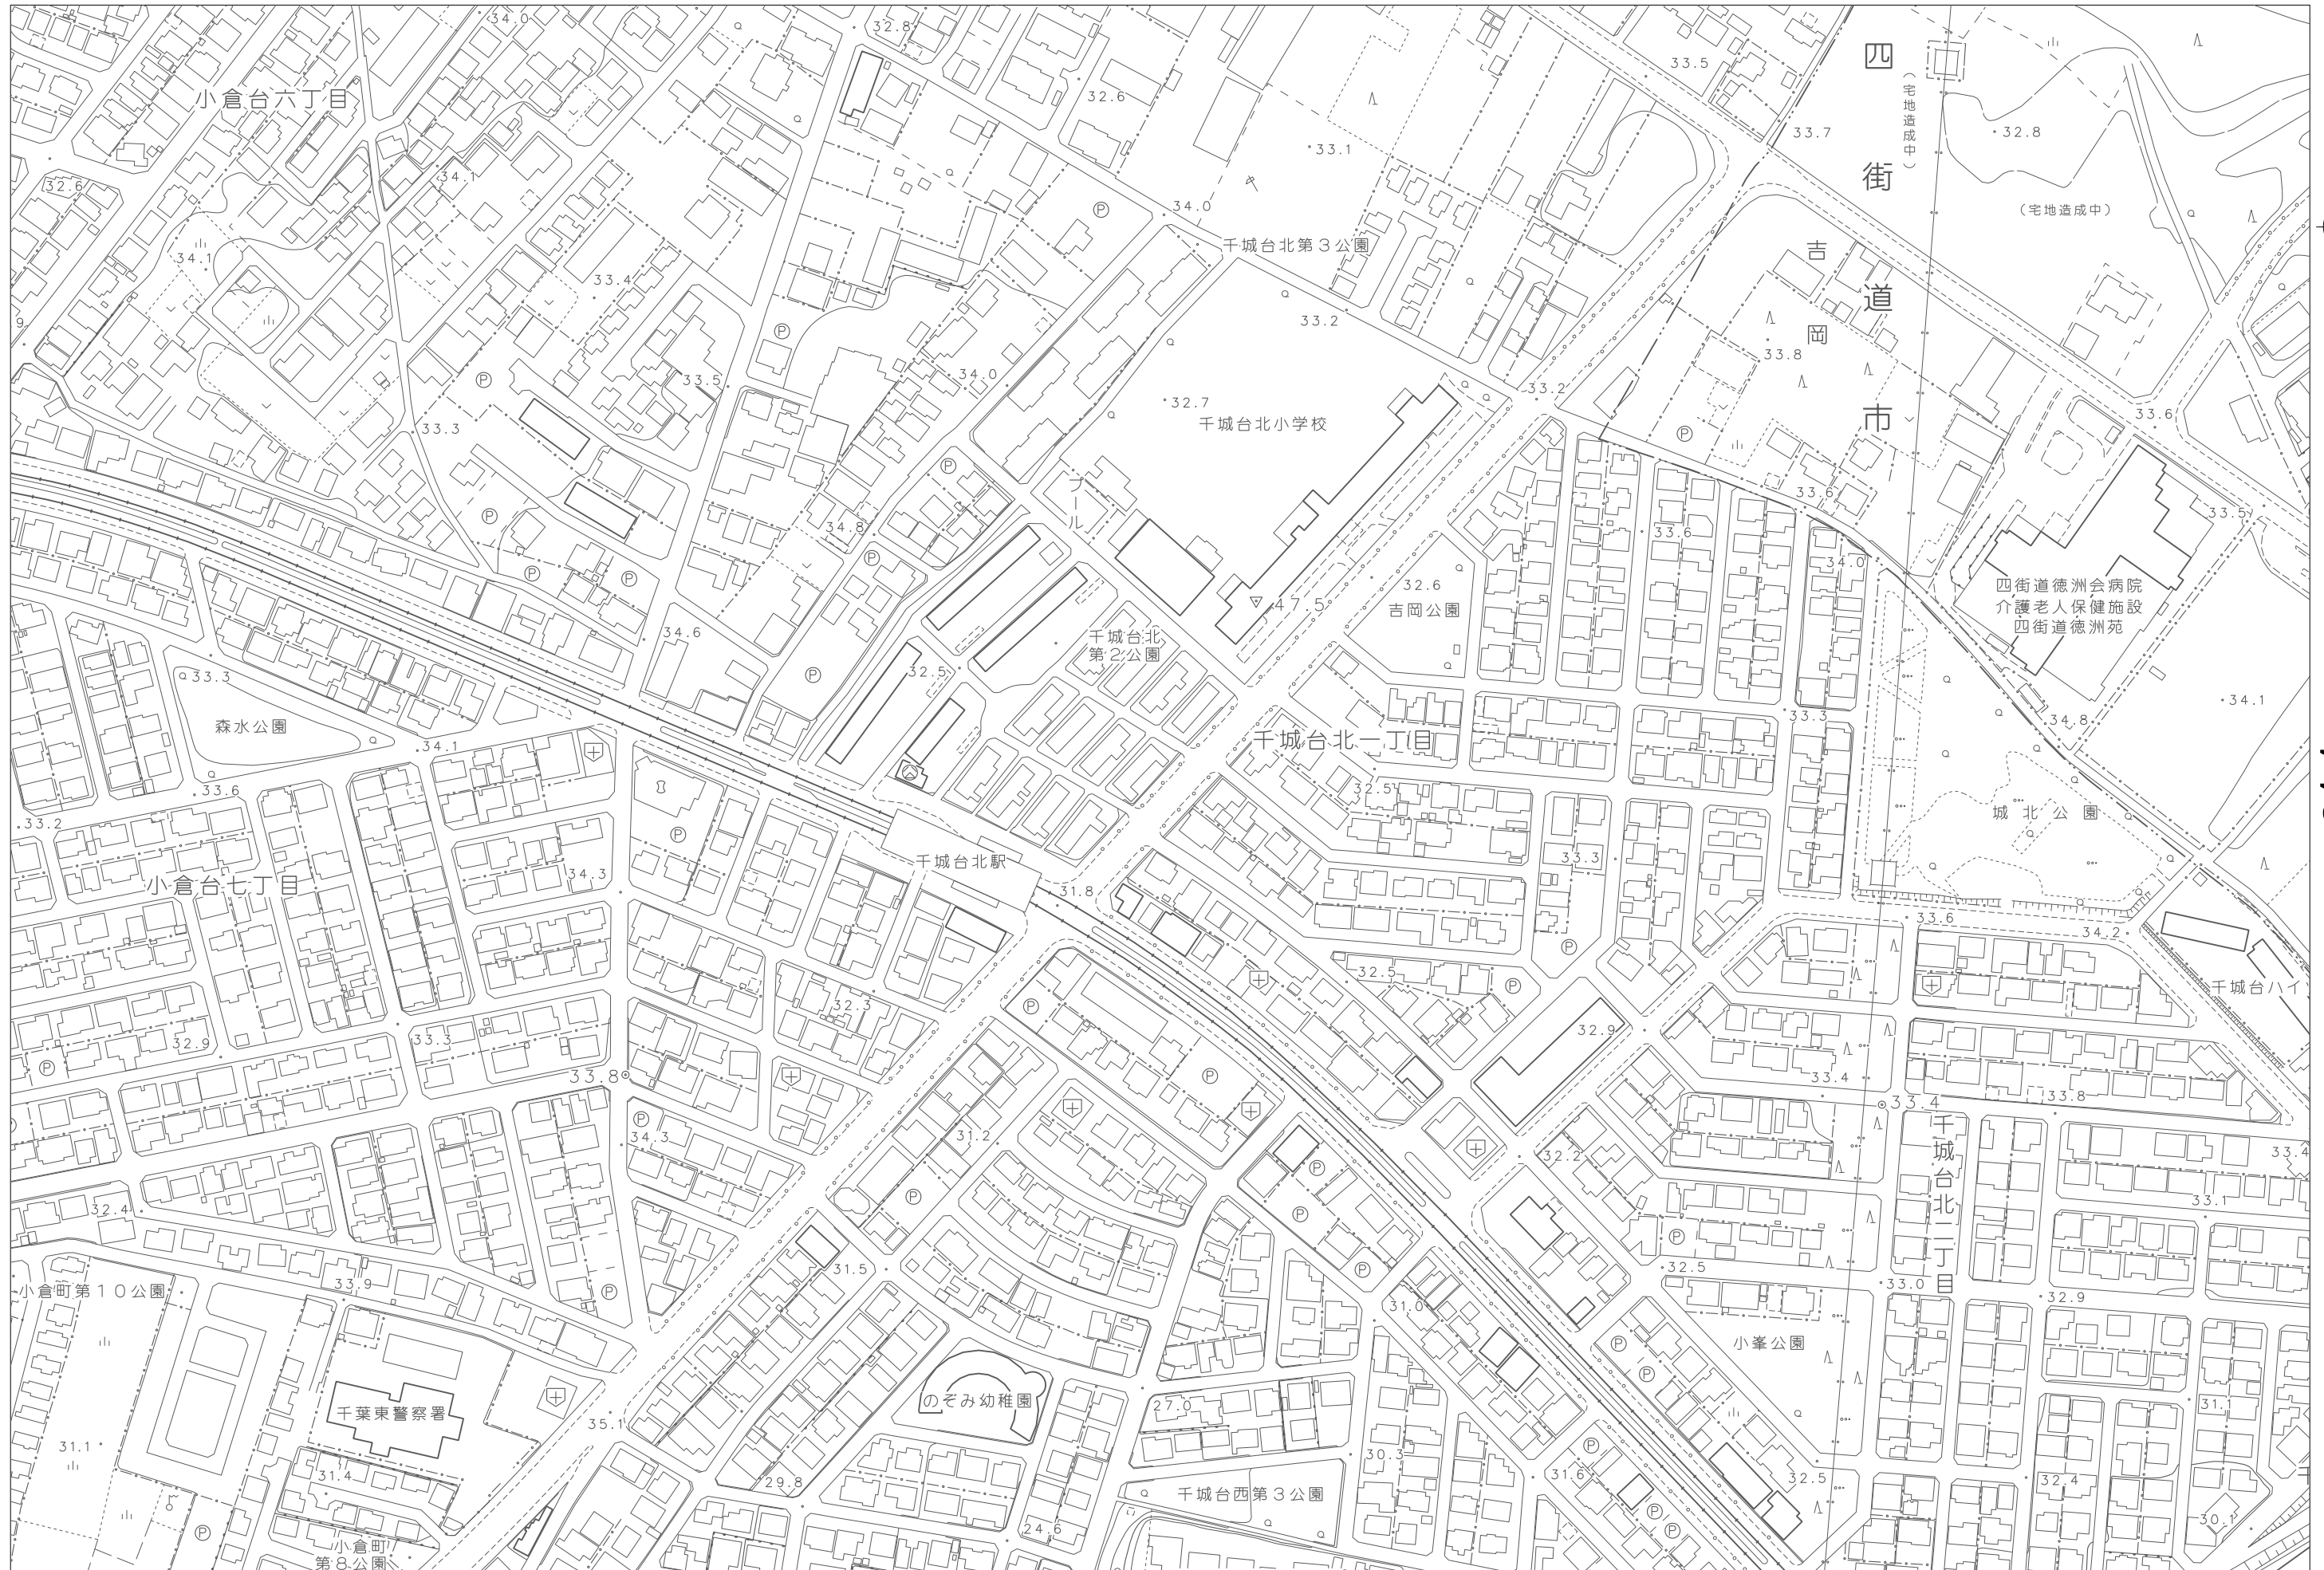 34.0
32.8
四街道市
(宅地造成中)
33.5
小倉台六丁目
32.6
33.7
32.8
33.1
34.1
32.6
34.0
(宅地造成中)
千城台北第3公園
吉岡
34.1
33.4
33.2
33.8
33.5
34.0
33.2
32.7
千城台北小学校
33.6
33.3
プール
33.6
34.8
33.6
33.5
34.0
32.6
吉岡公園
四街道徳洲会病院
介護老人保健施設
四街道徳洲苑
47.5
34.6
千城台北
第2公園
33.3
32.5
34.1
森水公園
33.3
34.8
34.1
千城台北一丁目
33.6
32.5
城北公園
33.2
33.3
千城台北駅
小倉台七丁目
34.3
31.8
33.6
34.2
32.5
千城台ハイ
32.3
32.9
32.9
33.3
33.8
33.4
33.8
33.4
千城台北二丁目
34.3
31.2
32.2
33.4
32.4
33.1
31.5
32.5
33.0
33.9
小倉町第10公園
32.9
31.0
小峯公園
のぞみ幼稚園
千葉東警察署
27.0
31.1
35.1
31.1
30.3
31.4
29.8
31.6
32.5
32.4
千城台西第3公園
24.6
30.1
小倉町
第8公園